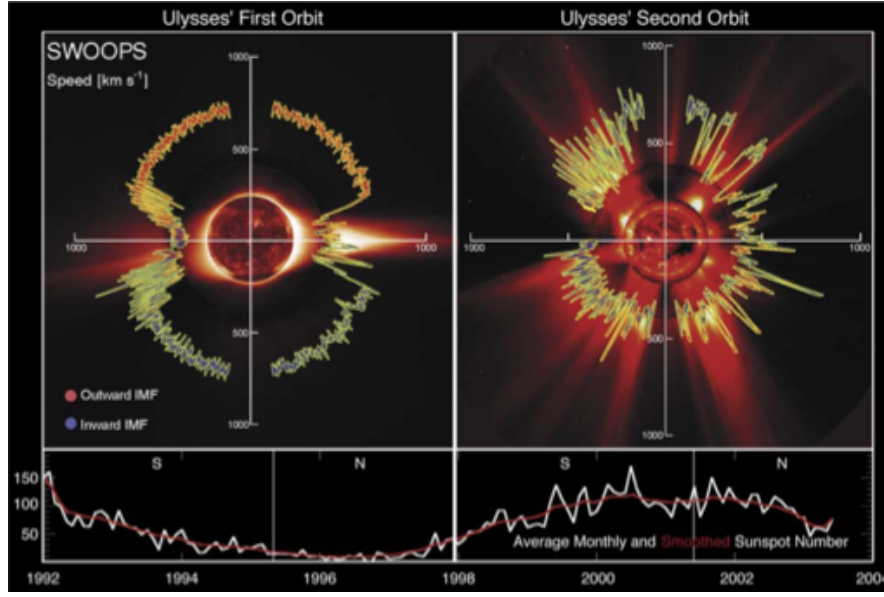 Ulysses' First Orbit
Ulysses' Second Orbit
SWOOPS
Speed [km s⁻¹]
1000
500
1000
1000
500
1000
Outward IMF
Inward IMF
1000
500
1000
1000
500
1000
S
N
S
N
150
100
50
Average Monthly and Smoothed Sunspot Number
1992
1994
1996
1998
2000
2002
2004